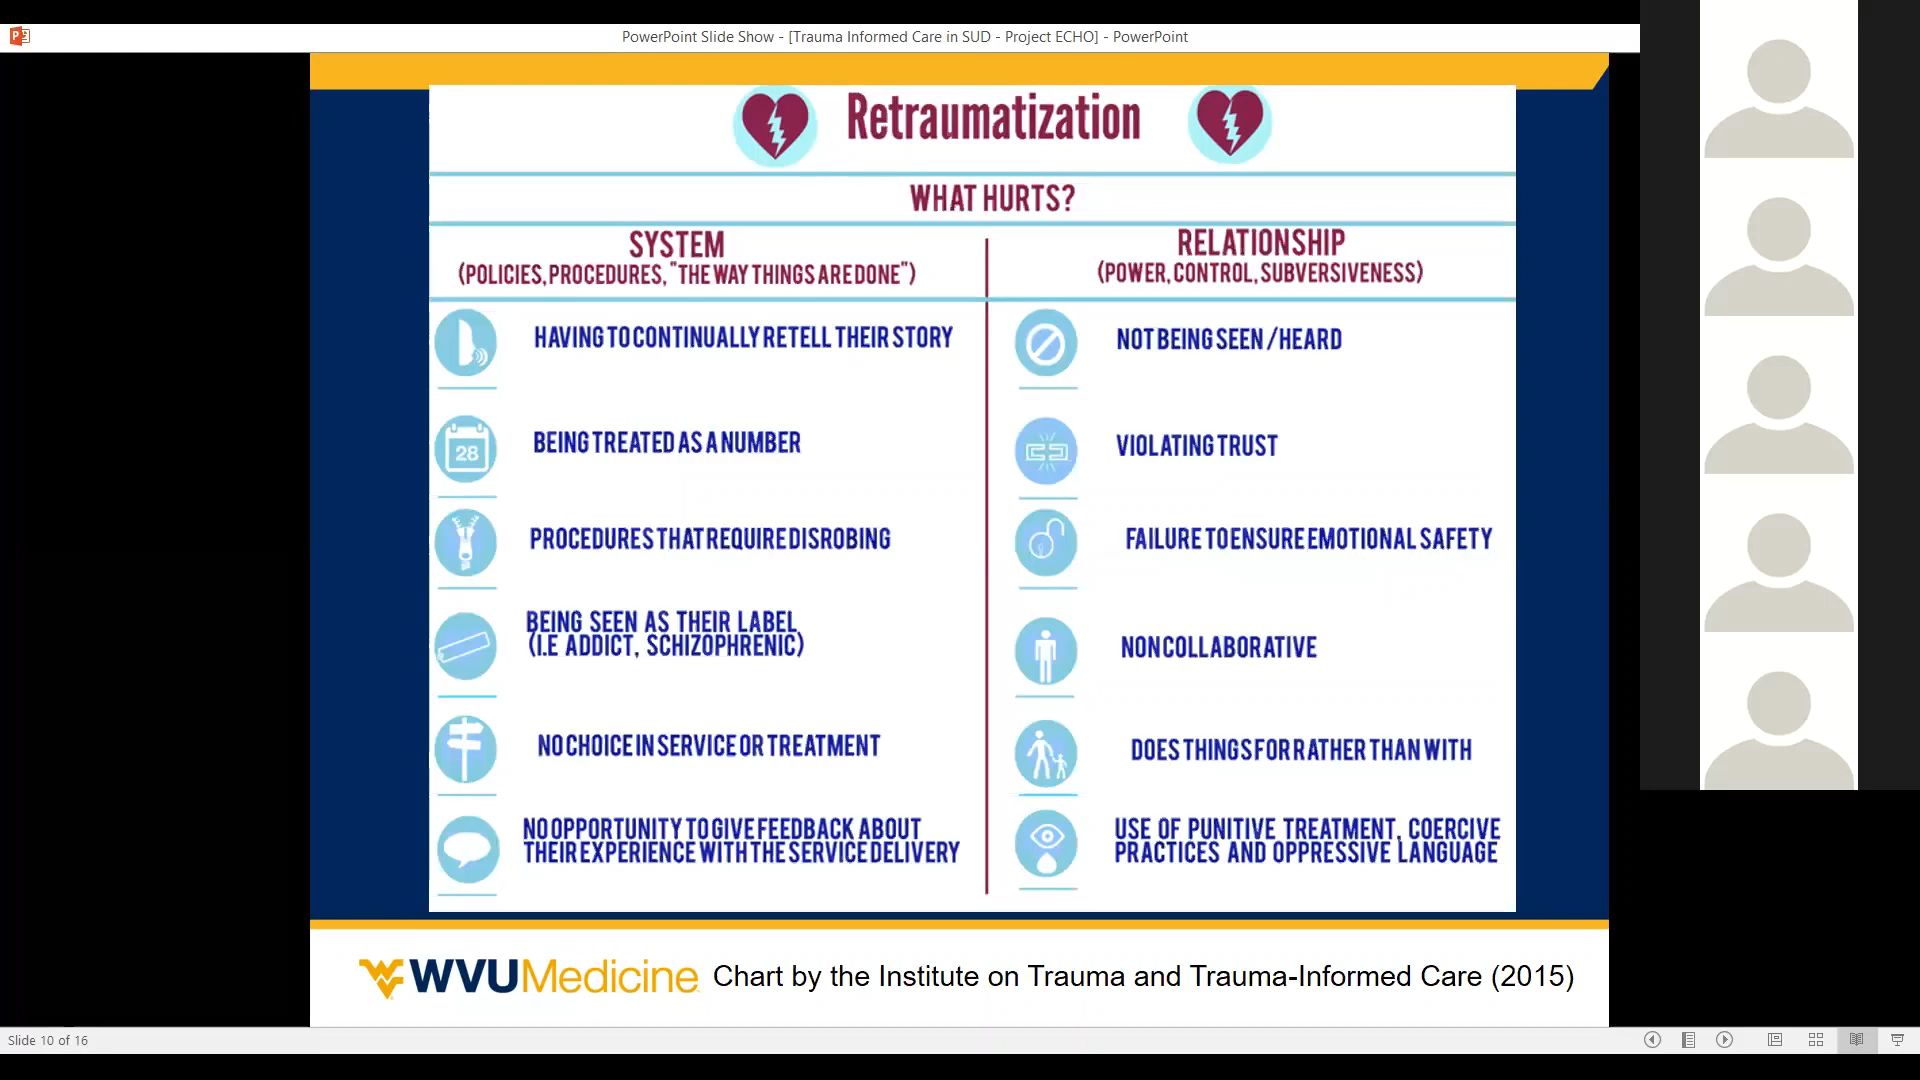 PowerPoint Slide Show - [Trauma Informed Care in SUD - Project ECHO] - PowerPoint
Retraumatization
WHAT HURTS?
SYSTEM
(POLICIES, PROCEDURES, "THE WAY THINGS ARE DONE")
HAVING TO CONTINUALLY RETELL THEIR STORY
28
BEING TREATED AS A NUMBER
PROCEDURES THAT REQUIRE DISROBING
BEING SEEN AS THEIR LABEL
(I.E ADDICT, SCHIZOPHRENIC)
NO CHOICE IN SERVICE OR TREATMENT
NO OPPORTUNITY TO GIVE FEEDBACK ABOUT
THEIR EXPERIENCE WITH THE SERVICE DELIVERY
RELATIONSHIP
(POWER, CONTROL, SUBVERSIVENESS)
NOT BEING SEEN / HEARD
VIOLATING TRUST
FAILURE TO ENSURE EMOTIONAL SAFETY
NON COLLABORATIVE
DOES THINGS FOR RATHER THAN WITH
USE OF PUNITIVE TREATMENT, COERCIVE
PRACTICES AND OPPRESSIVE LANGUAGE
WVUMedicine Chart by the Institute on Trauma and Trauma-Informed Care (2015)
Slide 10 of 16